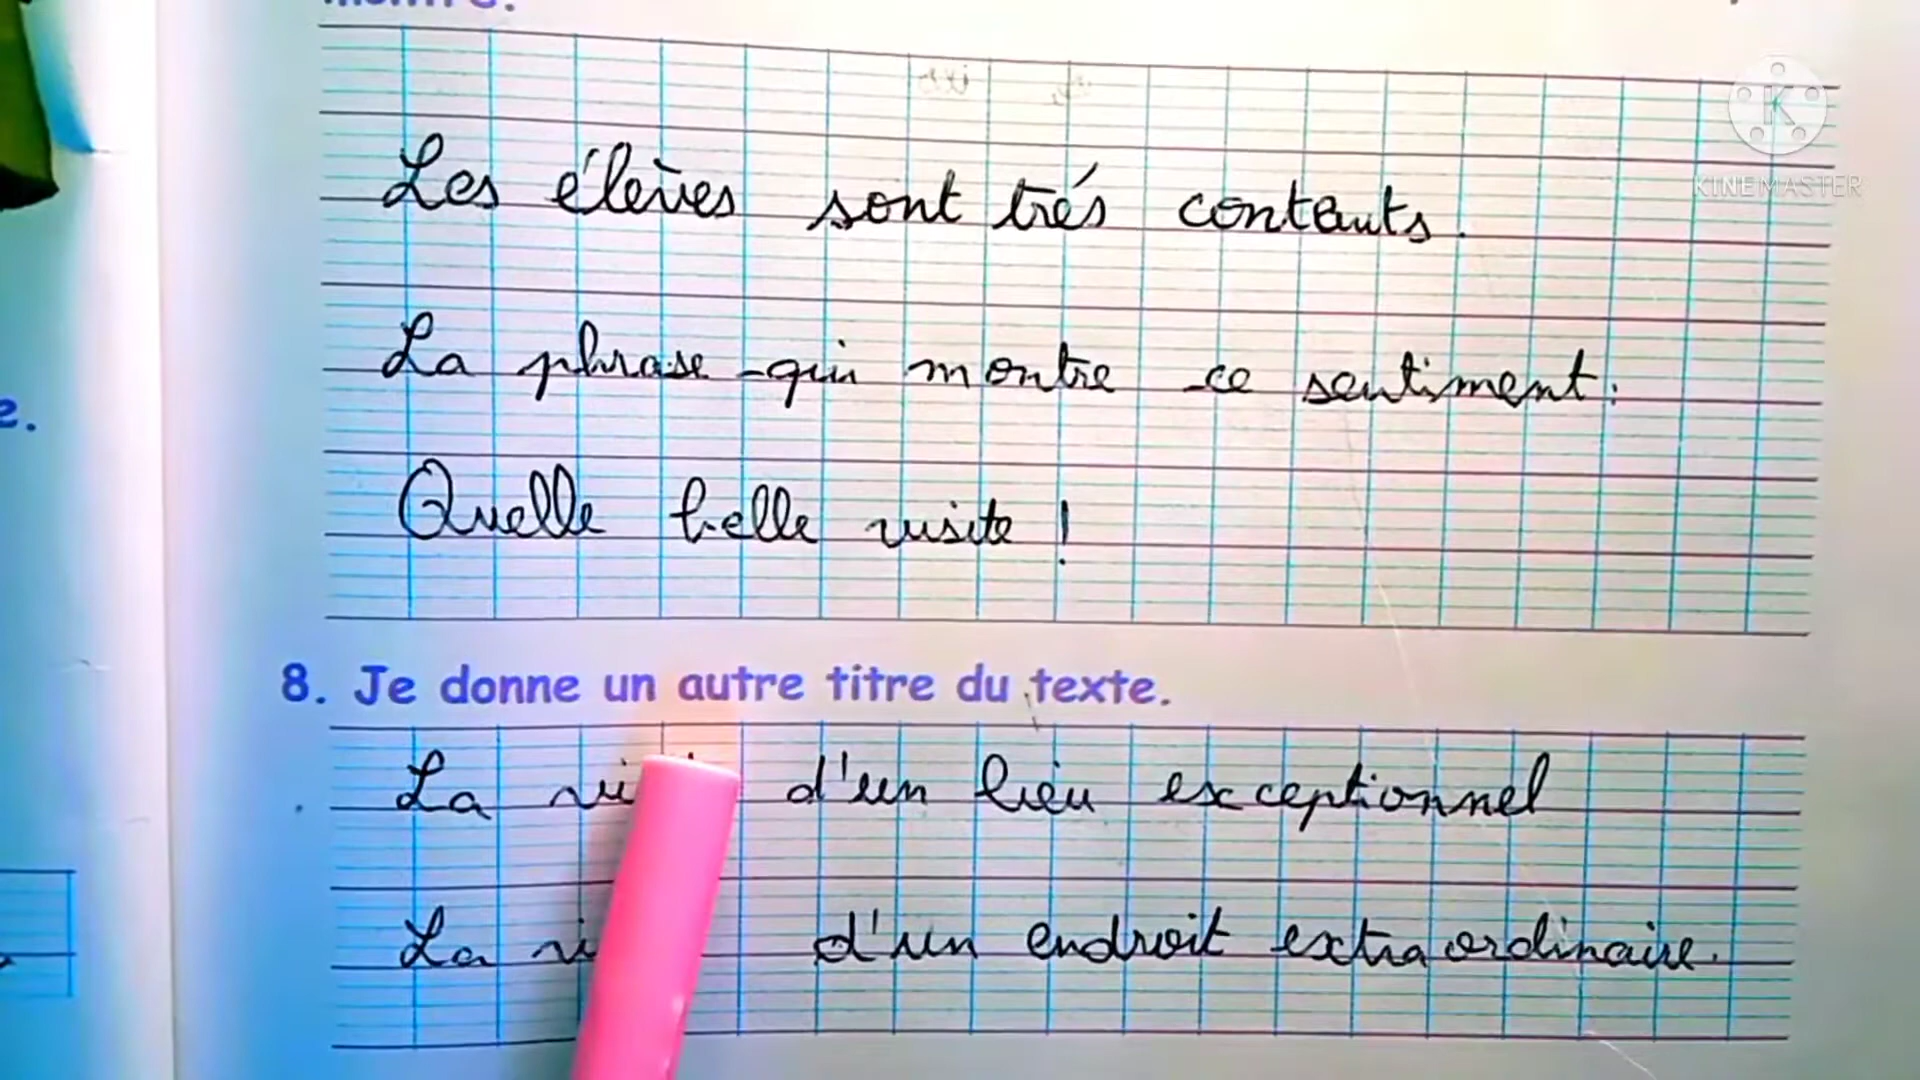 Les élèves sont trés contents.
La phrase qui montre ce sentiment :
Quelle belle visite !
8. Je donne un autre titre du texte.
La d'un lieu exceptionnel
La d'un endroit extraordinaire.
KINEMASTER